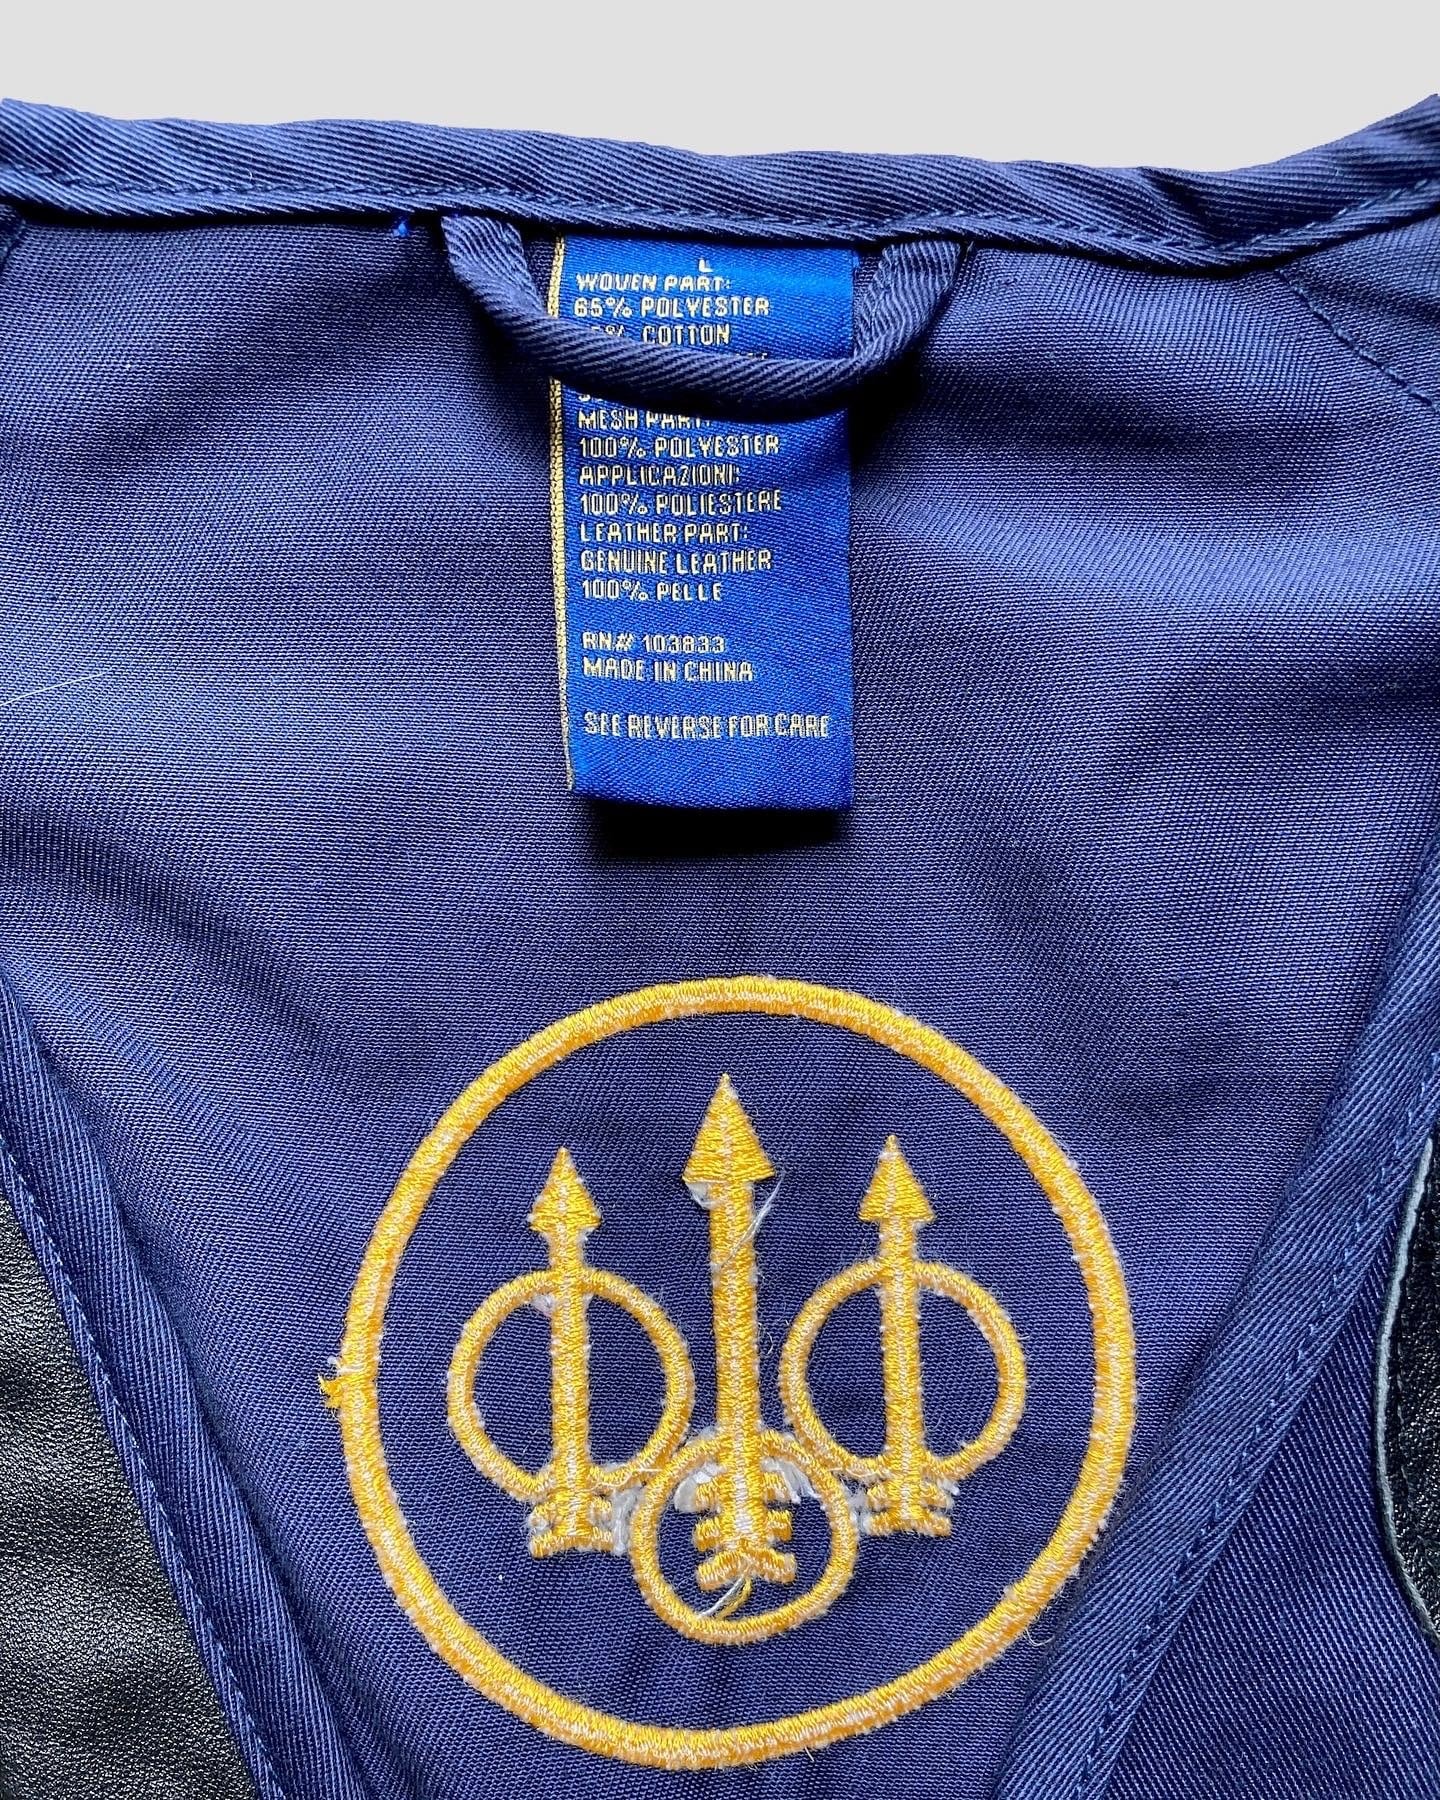 L
WOVEN PART:
65% POLYESTER
COTTON
MESH PART:
100% POLYESTER
APPLICAZIONI:
100% POLIESTERE
LEATHER PART:
GENUINE LEATHER
100% PELLE
RN# 103833
MADE IN CHINA
SEE REVERSE FOR CARE